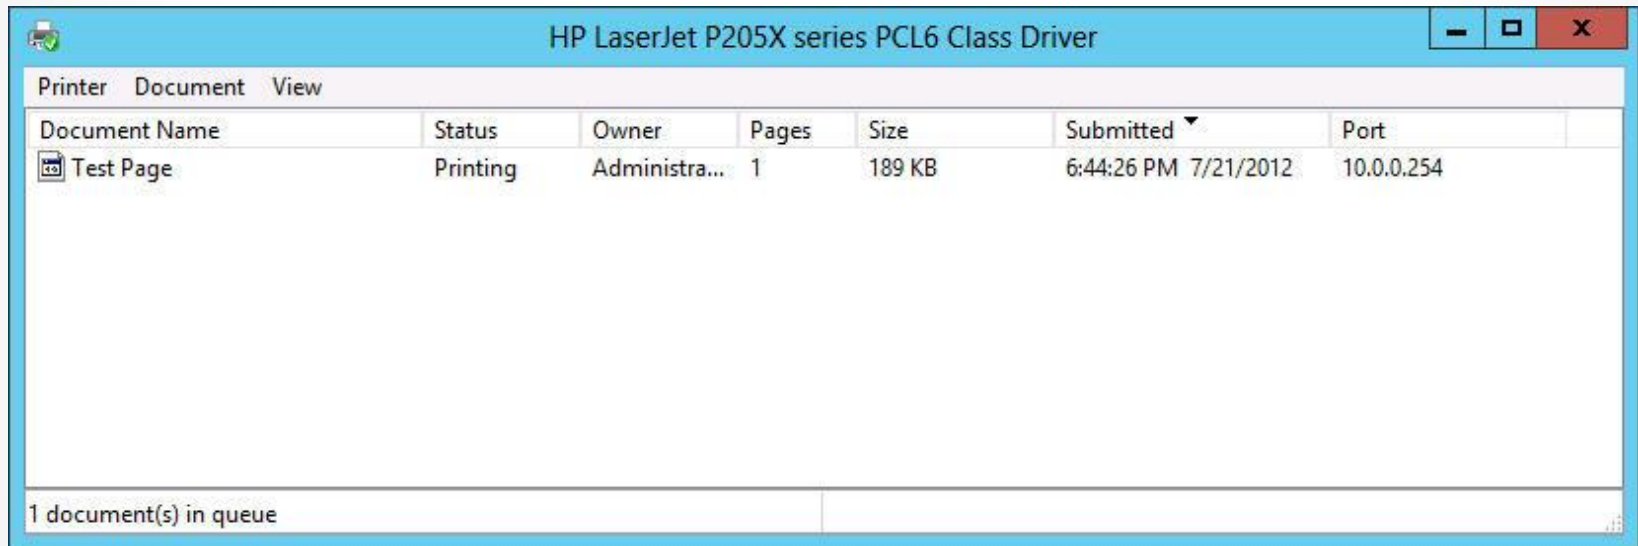 HP LaserJet P205X series PCL6 Class Driver
Printer Document View
Document Name Status Owner Pages Size Submitted Port
Test Page Printing Administra... 1 189 KB 6:44:26 PM 7/21/2012 10.0.0.254
1 document(s) in queue